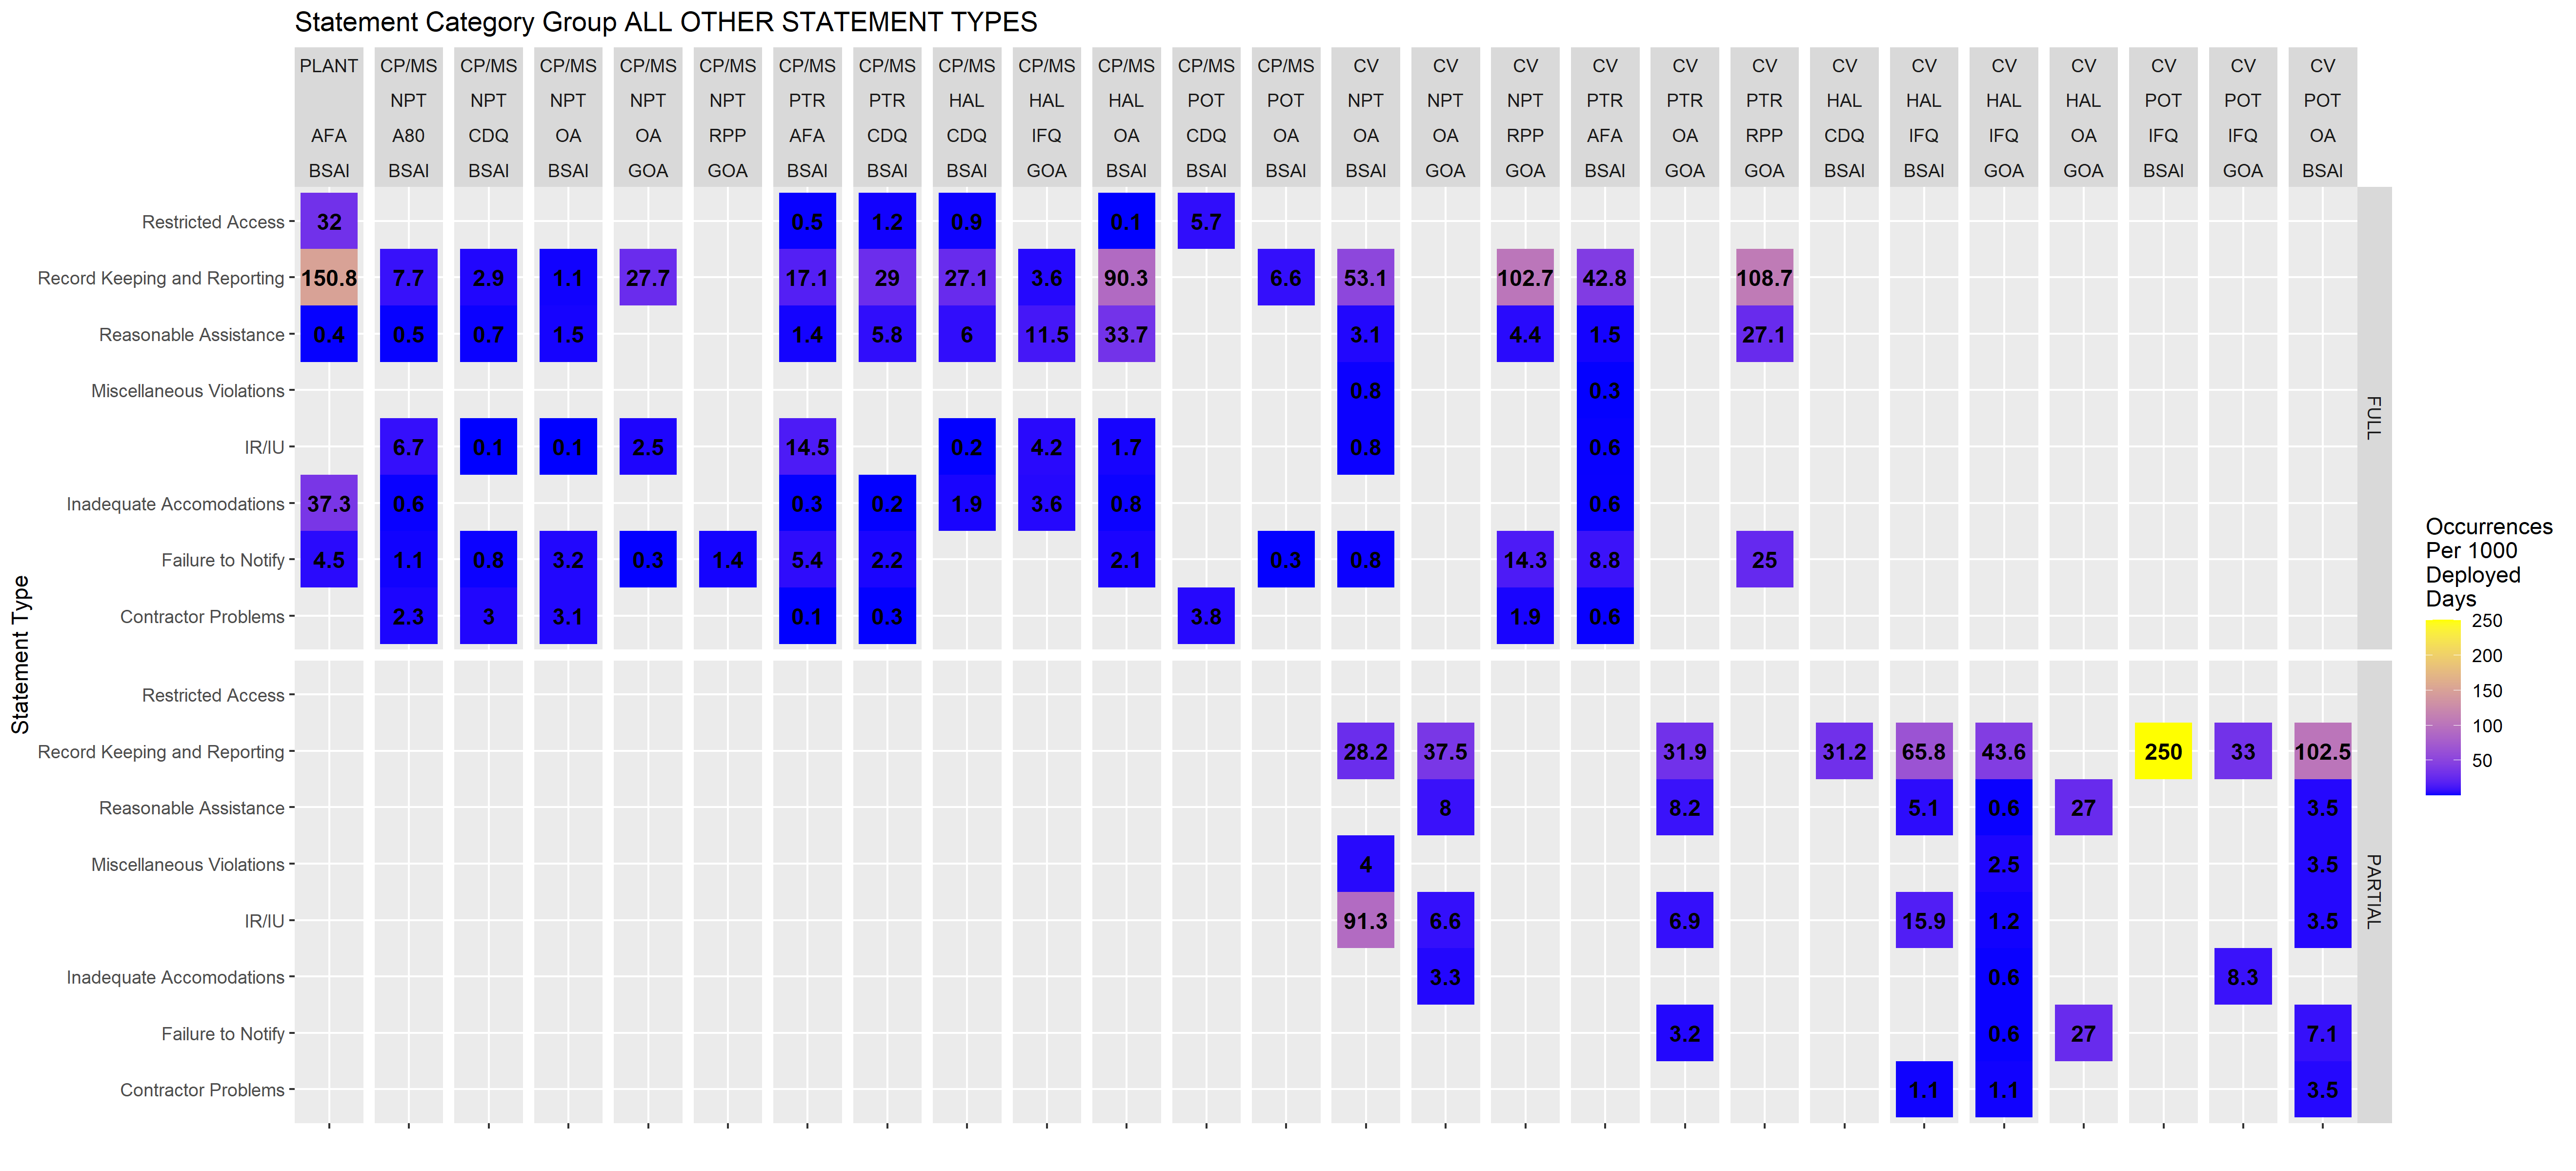 Statement Category Group ALL OTHER STATEMENT TYPES
PLANT CP/MS CP/MS CP/MS CP/MS CP/MS CP/MS CP/MS CP/MS CP/MS CP/MS CP/MS CP/MS CV CV CV CV CV CV CV CV CV CV CV CV CV
NPT NPT NPT NPT NPT PTR PTR HAL HAL HAL POT POT NPT NPT NPT PTR PTR PTR HAL HAL HAL HAL POT POT POT
AFA A80 CDQ OA OA RPP AFA CDQ CDQ IFQ OA CDQ OA OA OA RPP AFA OA RPP CDQ IFQ IFQ OA IFQ IFQ OA
BSAI BSAI BSAI BSAI GOA GOA BSAI BSAI BSAI GOA BSAI BSAI BSAI BSAI GOA GOA BSAI GOA GOA BSAI BSAI GOA GOA BSAI GOA BSAI
Restricted Access 32 0.5 1.2 0.9 0.1 5.7
Record Keeping and Reporting 150.8 7.7 2.9 1.1 27.7 17.1 29 27.1 3.6 90.3 6.6 53.1 102.7 42.8 108.7
Reasonable Assistance 0.4 0.5 0.7 1.5 1.4 5.8 6 11.5 33.7 3.1 4.4 1.5 27.1
Miscellaneous Violations 0.8 0.3
FULL
IR/IU 6.7 0.1 0.1 2.5 14.5 0.2 4.2 1.7 0.8 0.6
Inadequate Accomodations 37.3 0.6 0.3 0.2 1.9 3.6 0.8 0.6
Failure to Notify 4.5 1.1 0.8 3.2 0.3 1.4 5.4 2.2 2.1 0.3 0.8 14.3 8.8 25
Contractor Problems 2.3 3 3.1 0.1 0.3 3.8 1.9 0.6
Statement Type
Restricted Access
Record Keeping and Reporting 28.2 37.5 31.9 31.2 65.8 43.6 250 33 102.5
Reasonable Assistance 8 8.2 5.1 0.6 27 3.5
Miscellaneous Violations 4 2.5 3.5
PARTIAL
IR/IU 91.3 6.6 6.9 15.9 1.2 3.5
Inadequate Accomodations 3.3 0.6 8.3
Failure to Notify 3.2 0.6 27 7.1
Contractor Problems 1.1 1.1 3.5
Occurrences
Per 1000
Deployed
Days
250
200
150
100
50